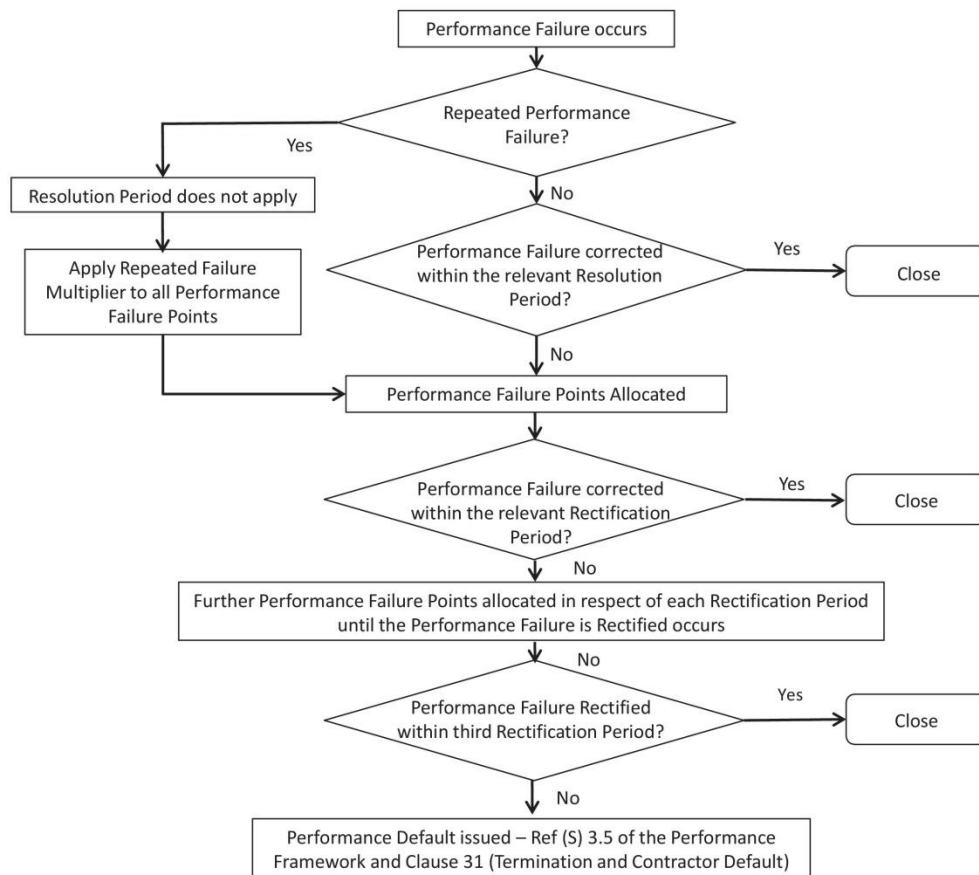 Performance Failure occurs
Repeated Performance
Failure?
Yes
No
Resolution Period does not apply
Apply Repeated Failure
Multiplier to all Performance
Failure Points
Performance Failure corrected
within the relevant Resolution
Period?
Yes
Close
No
Performance Failure Points Allocated
Performance Failure corrected
within the relevant Rectification
Period?
Yes
Close
No
Further Performance Failure Points allocated in respect of each Rectification Period
until the Performance Failure is Rectified occurs
No
Performance Failure Rectified
within third Rectification Period?
Yes
Close
No
Performance Default issued – Ref (S) 3.5 of the Performance
Framework and Clause 31 (Termination and Contractor Default)